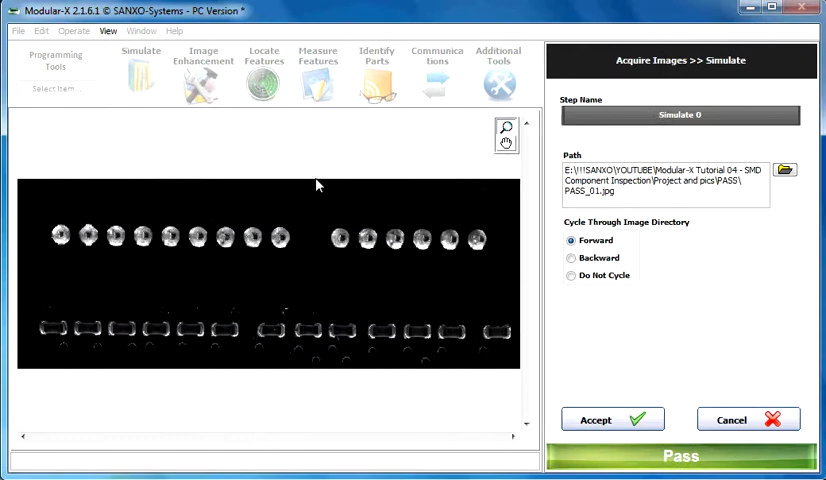 Modular-X 2.1.6.1 © SANXO-Systems - PC Version *
File Edit Operate View Window Help
Programming
Tools
Select Item...
Simulate
Image
Enhancement
Locate
Features
Measure
Features
Identify
Parts
Communica
tions
Additional
Tools
Acquire Images >> Simulate
Step Name
Simulate 0
Path
E:\!!!SANXO\YOUTUBE\Modular-X Tutorial 04 - SMD
Component Inspection\Project and pics\PASS\
PASS_01.jpg
Cycle Through Image Directory
Forward
Backward
Do Not Cycle
Accept
Cancel
Pass